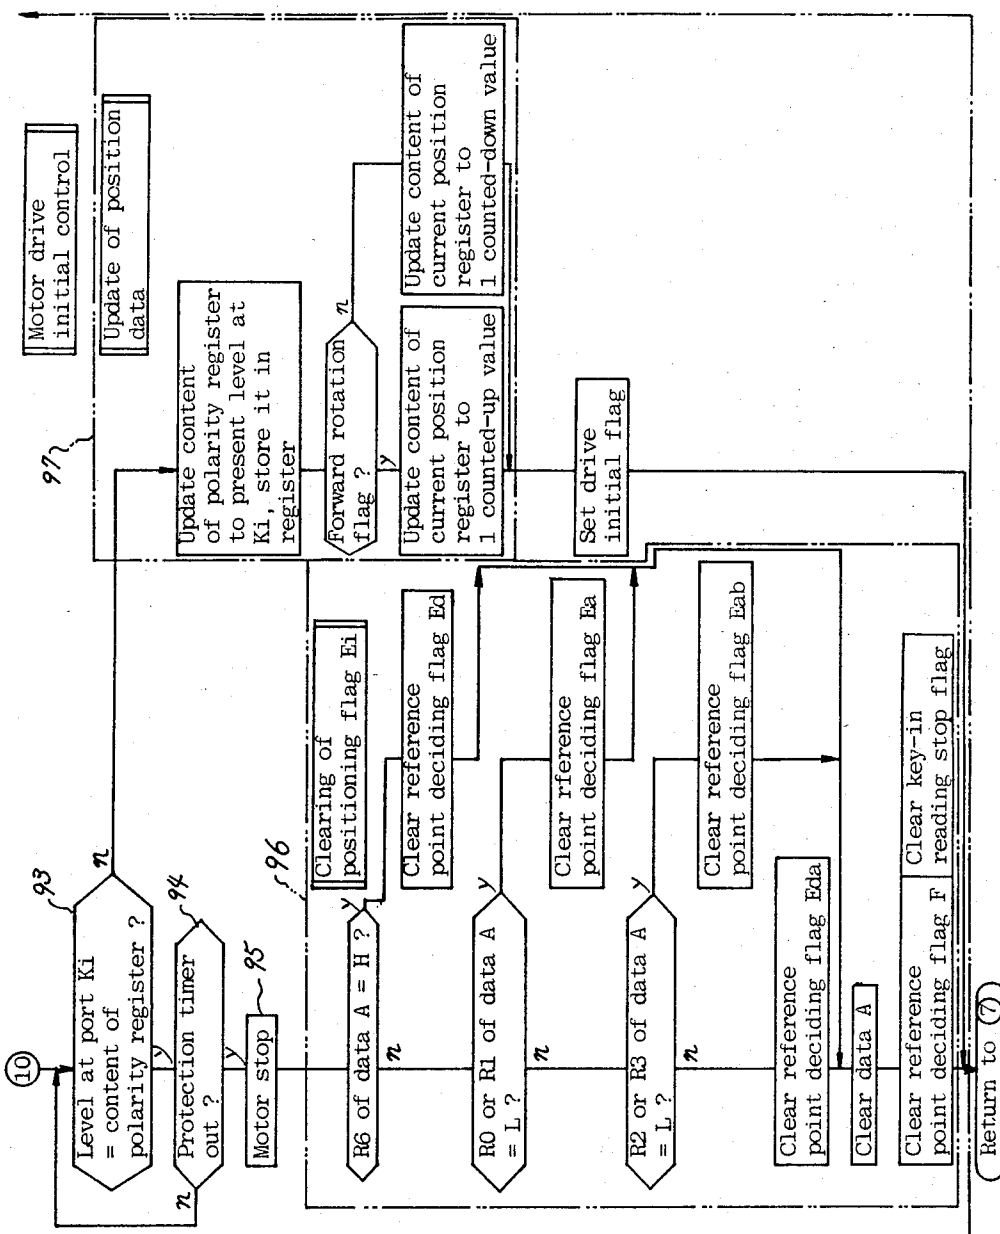 10
Level at port Ki
= content of
polarity register ?
93
n
y
Protection timer
out ?
94
n
y
Motor stop
95
96
Clearing of
positioning flag Ei
R6 of data A = H ?
y
n
Clear reference
point deciding flag Ed
R0 or R1 of data A
= L ?
y
n
Clear rference
point deciding flag Ea
R2 or R3 of data A
= L ?
y
n
Clear reference
point deciding flag Eab
Clear reference
point deciding flag Eda
Clear data A
Clear reference
point deciding flag F
Clear key-in
reading stop flag
Return to 7
97
Motor drive
initial control
Update of position
data
Update content
of polarity register
to present level at
Ki, store it in
register
Forward rotation
flag ?
n
y
Update content of
current position
register to
1 counted-up value
Update content of
current position
register to
1 counted-down value
Set drive
initial flag